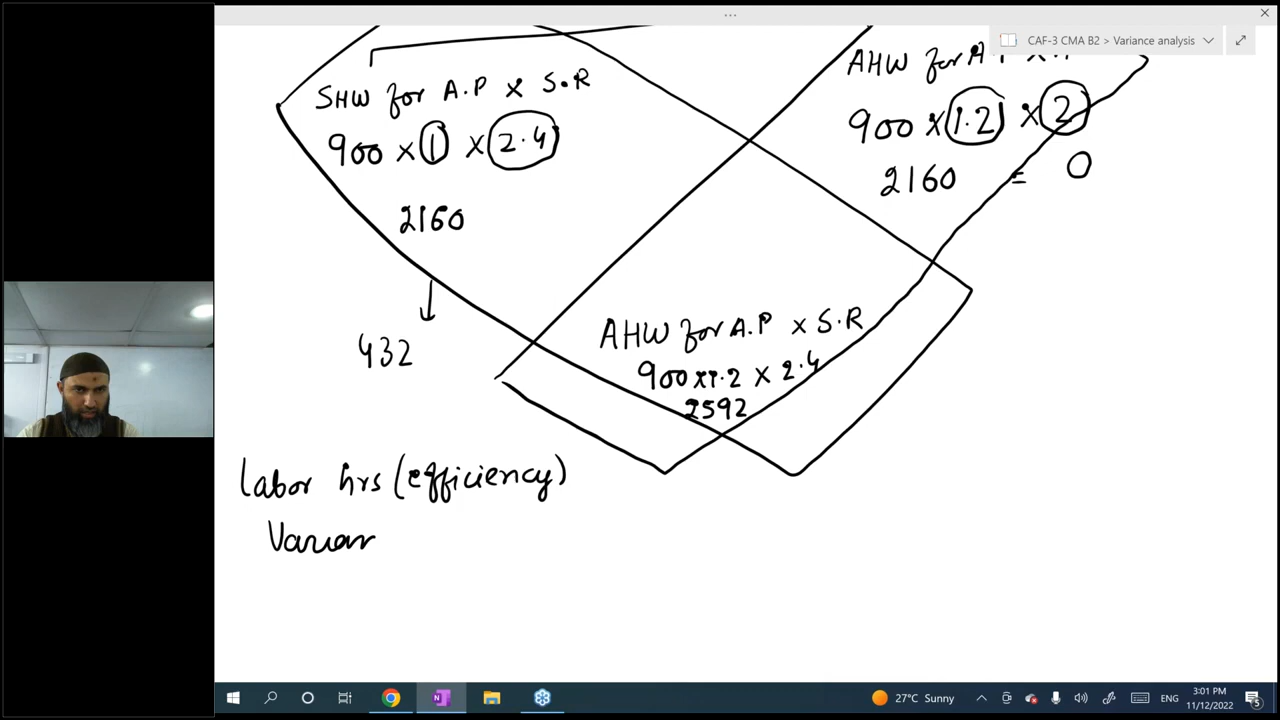 CAF-3 CMA B2 > Variance analysis
SHW for A.P x S.R
900 x 1 x 2.4
2160
432
AHW for A
900 x 1.2 x 2
2160 = 0
AHW for A.P x S.R
900 x 1.2 x 2.4
2592
labor hrs (efficiency)
Varian
27°C Sunny
ENG
3:01 PM
11/12/2022
5